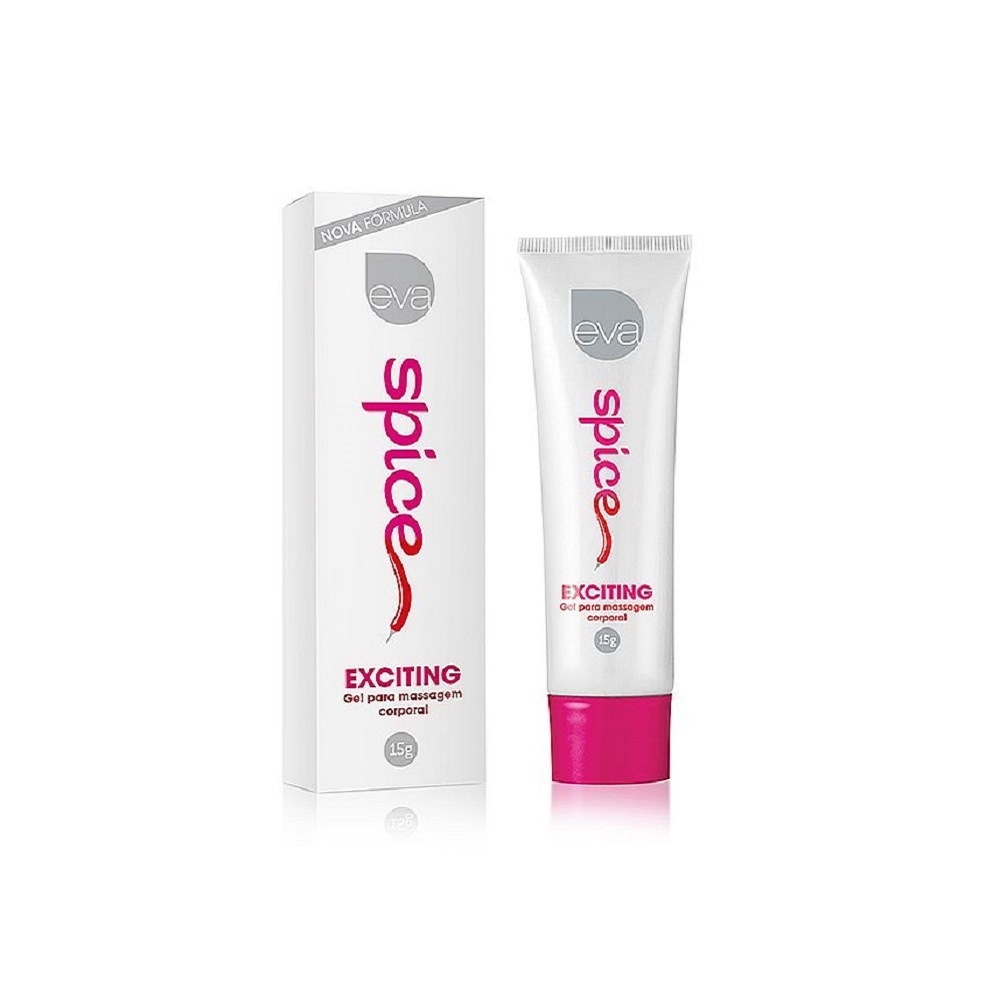 NOVA FÓRMULA
eva
spice
EXCITING
Gel para massagem
corporal
15g
eva
spice
EXCITING
Gel para massagem
corporal
15g